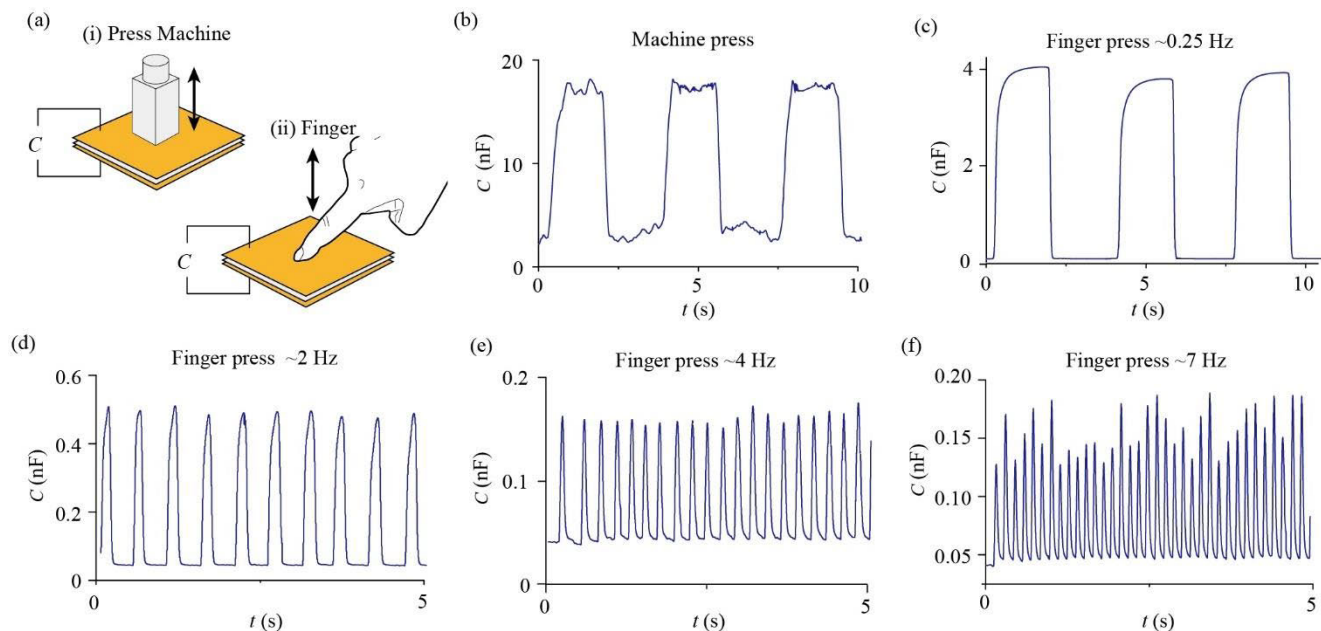 (a)
(i) Press Machine
C
(ii) Finger
C
(b)
Machine press
20
10
0
C (nF)
0
5
10
t (s)
(c)
Finger press ~0.25 Hz
4
2
0
C (nF)
0
5
10
t (s)
(d)
Finger press ~2 Hz
0.6
0.4
0.2
0
C (nF)
0
5
t (s)
(e)
Finger press ~4 Hz
0.2
0.1
0
C (nF)
0
5
t (s)
(f)
Finger press ~7 Hz
0.20
0.15
0.10
0.05
C (nF)
0
5
t (s)